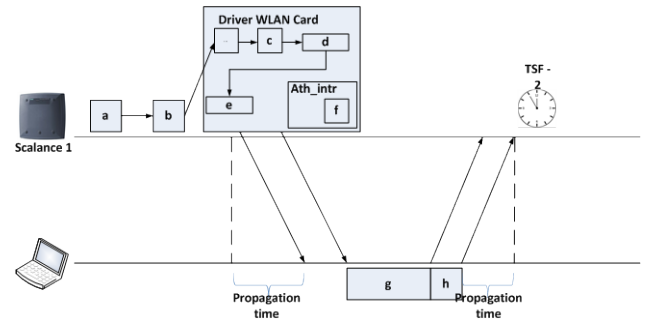 Driver WLAN Card
a
b
...
c
d
e
Ath_intr
f
Scalance 1
TSF -
2
g
h
Propagation
time
Propagation
time